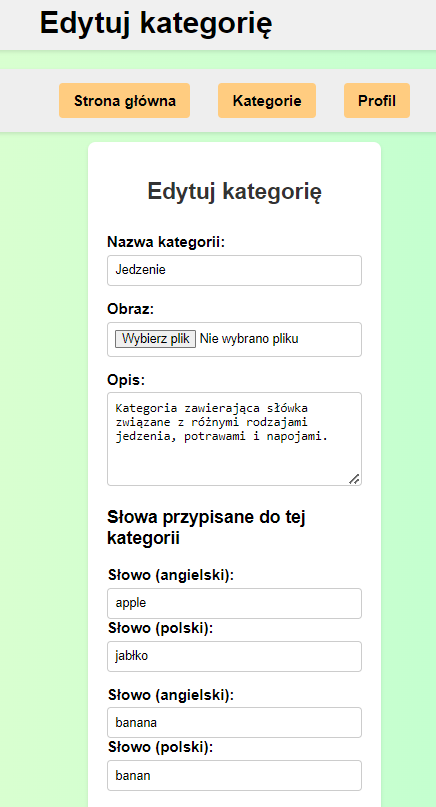 Edytuj kategorię
Strona główna Kategorie Profil
Edytuj kategorię
Nazwa kategorii:
Jedzenie
Obraz:
Wybierz plik Nie wybrano pliku
Opis:
Kategoria zawierająca słówka
związane z różnymi rodzajami
jedzenia, potrawami i napojami.
Słowa przypisane do tej
kategorii
Słowo (angielski):
apple
Słowo (polski):
jabłko
Słowo (angielski):
banana
Słowo (polski):
banan